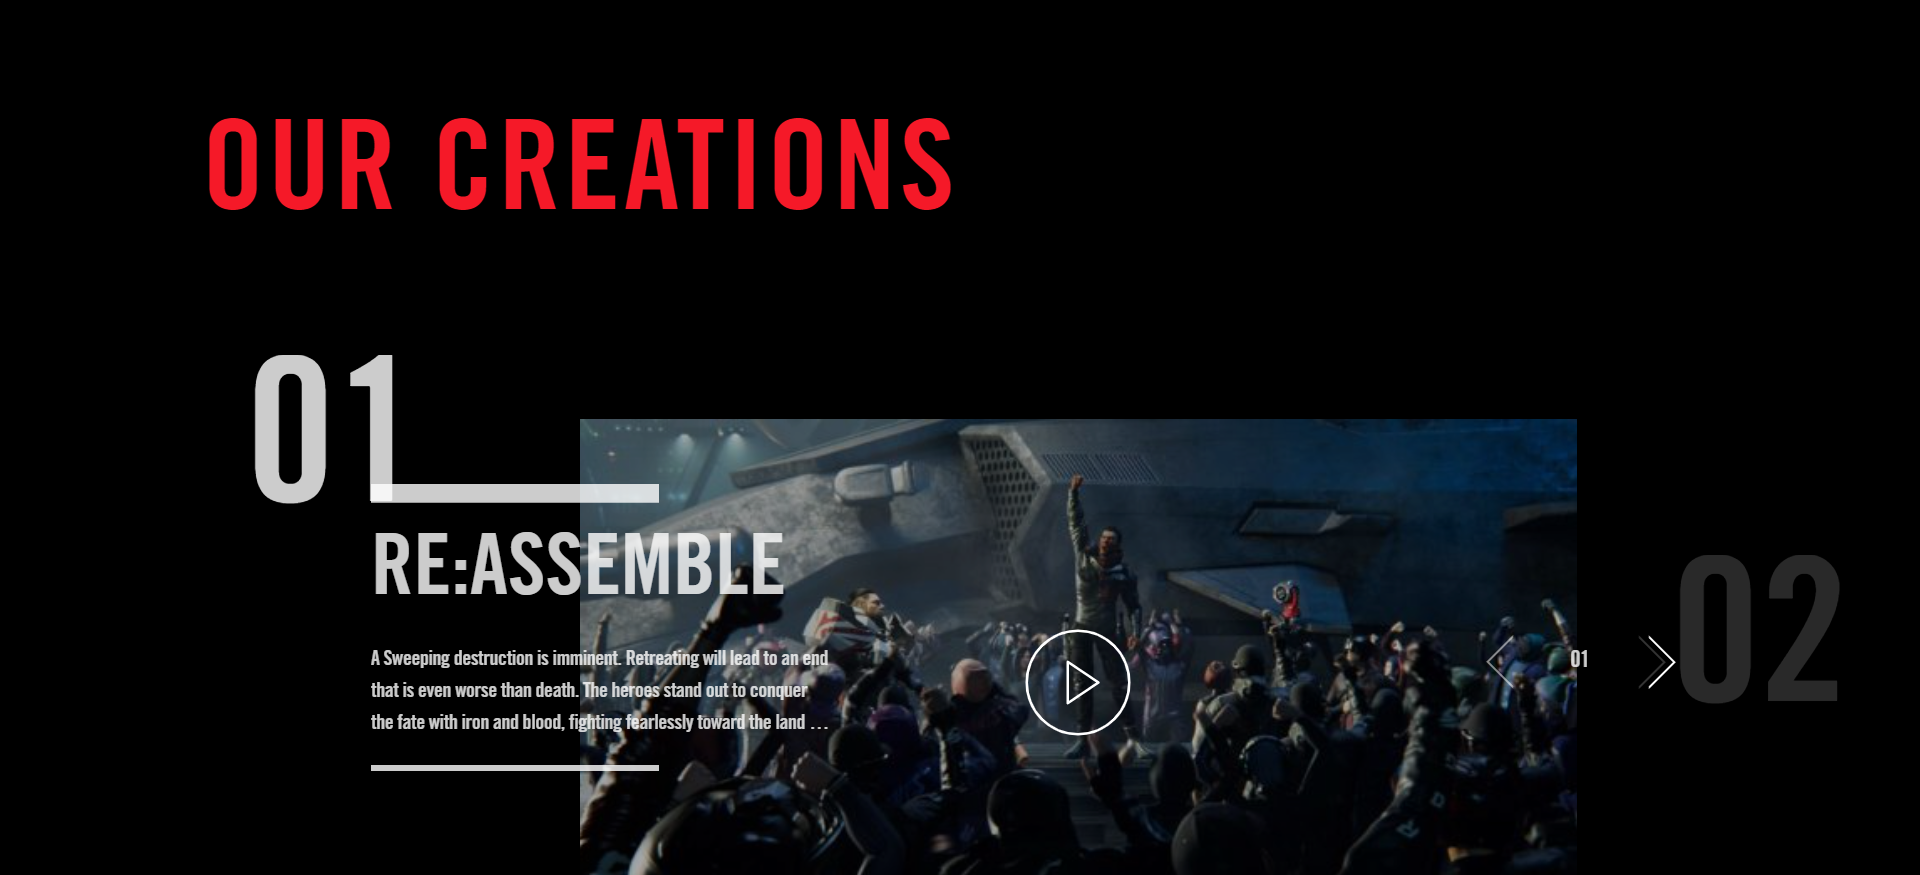 OUR CREATIONS
01
RE:ASSEMBLE
A Sweeping destruction is imminent. Retreating will lead to an end
that is even worse than death. The heroes stand out to conquer
the fate with iron and blood, fighting fearlessly toward the land ...
01
02